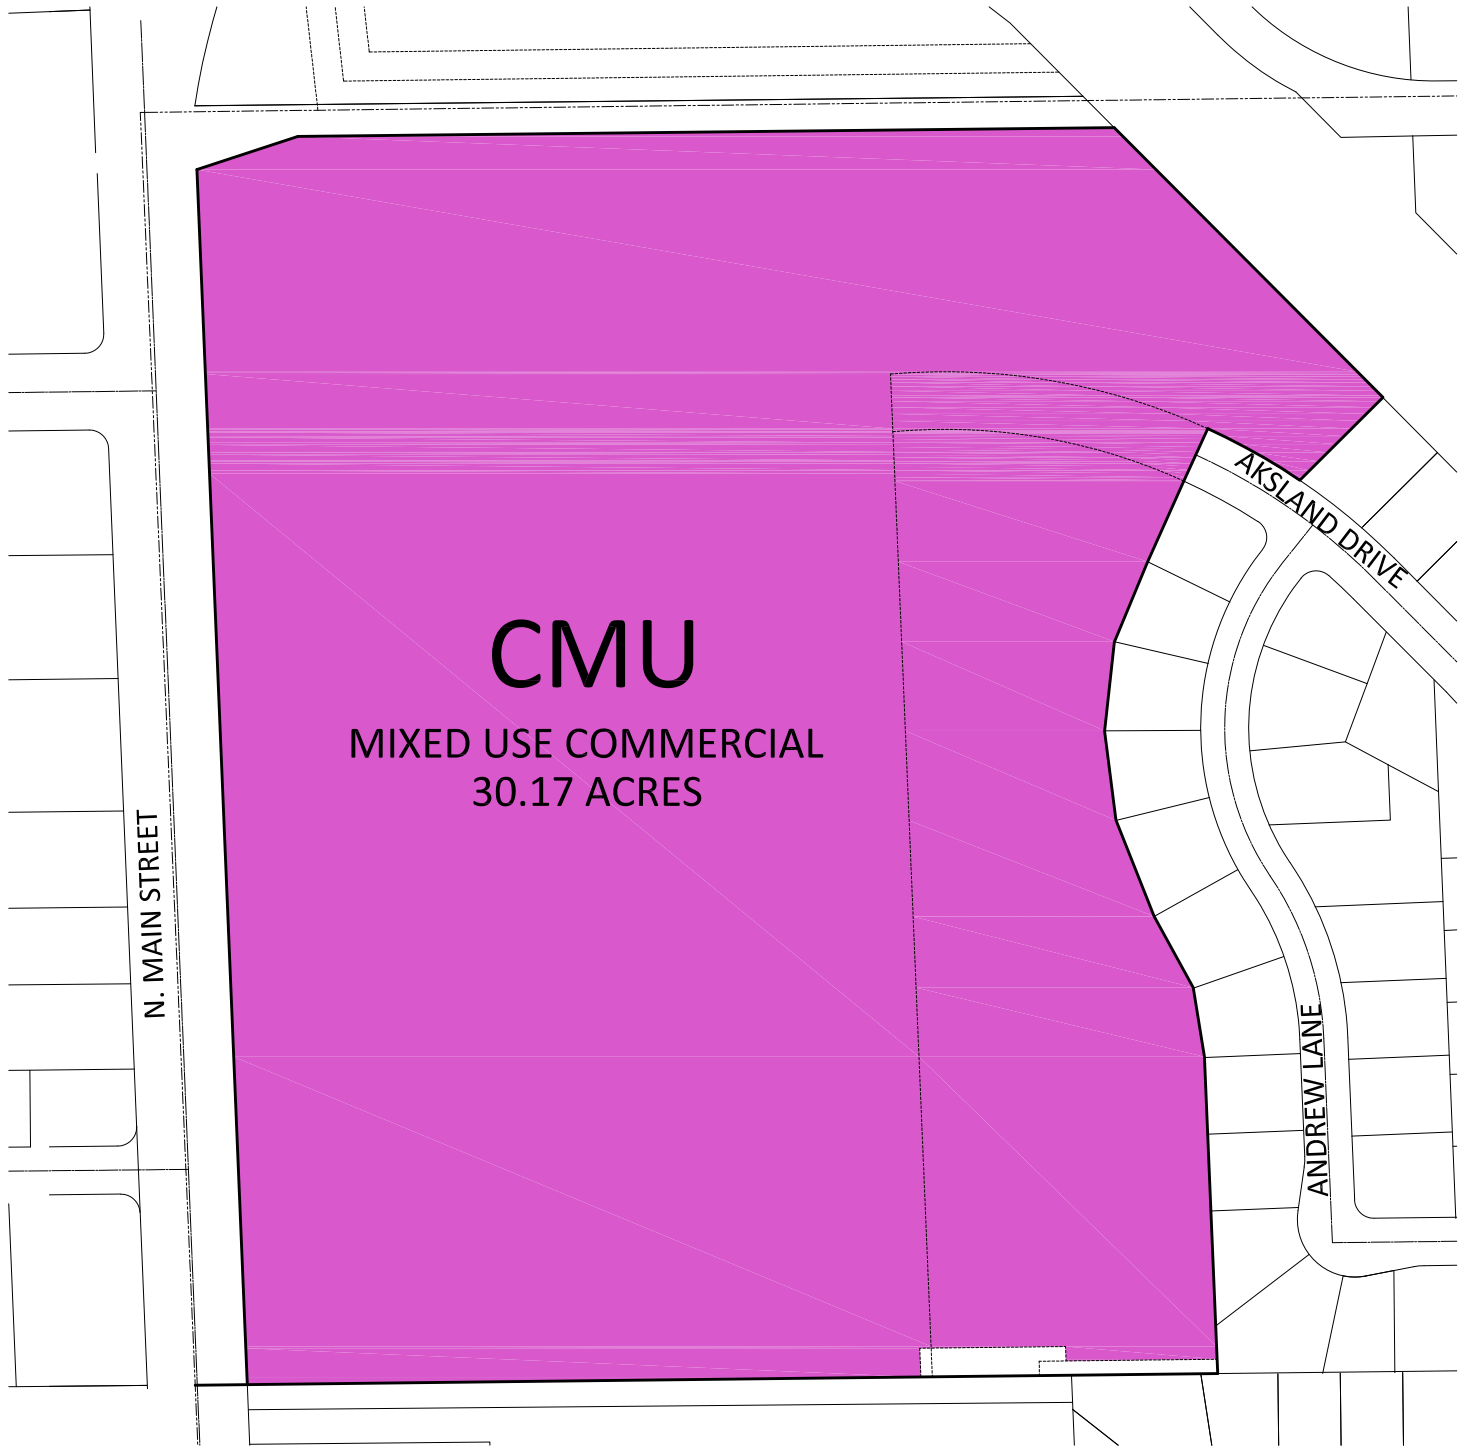 AKSLAND DRIVE
CMU
MIXED USE COMMERCIAL
30.17 ACRES
N. MAIN STREET
ANDREW LANE